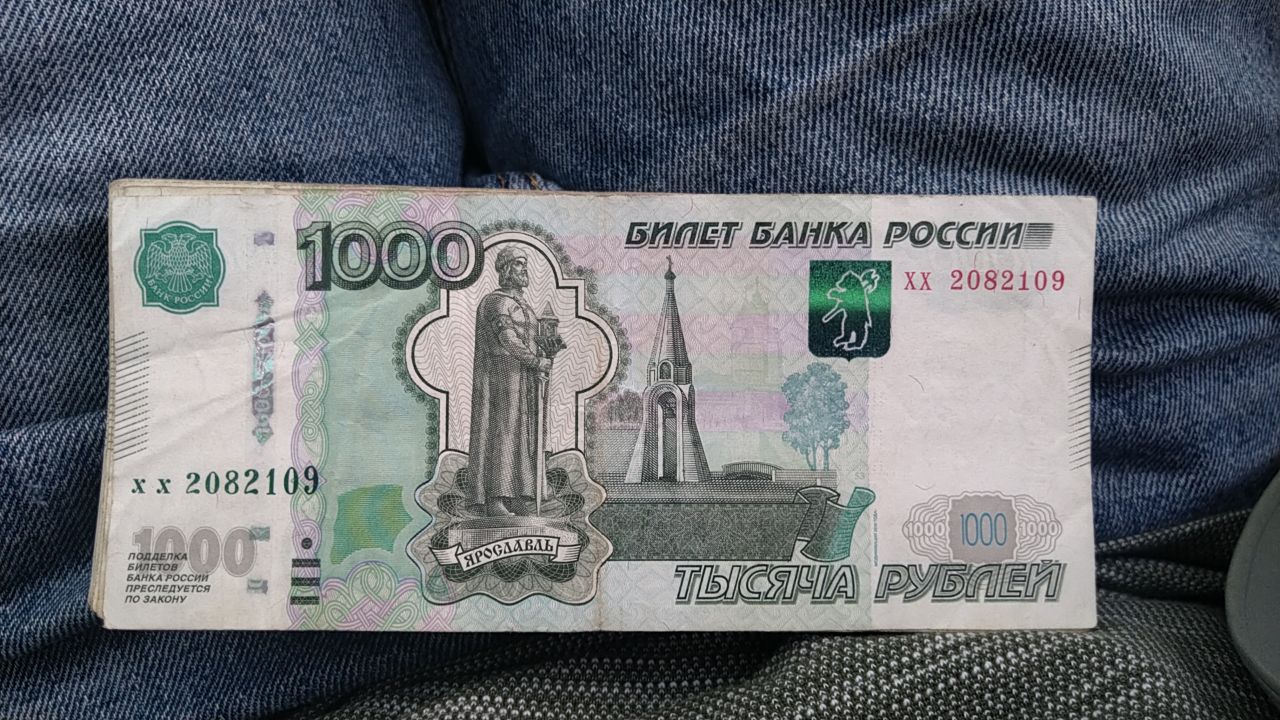 1000
БИЛЕТ БАНКА РОССИИ
БАНК РОССИИ
хх 2082109
хх 2082109
ЯРОСЛАВЛЬ
1000
ПОДДЕЛКА
БИЛЕТОВ
БАНКА РОССИИ
ПРЕСЛЕДУЕТСЯ
ПО ЗАКОНУ
1000 1000 1000
ТЫСЯЧА РУБЛЕЙ